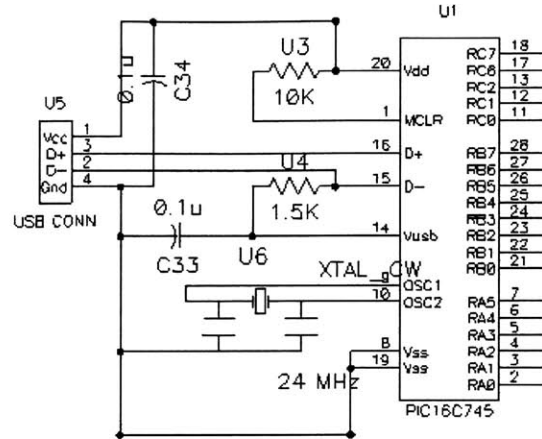 U1
U5
USB CONN
Vcc
D+
D-
Gnd
1
3
2
4
0.1u
C34
U3
10K
U4
1.5K
0.1u
C33
U6
XTAL_CW
24 MHz
20 Vdd
1 MCLR
16 D+
15 D-
14 Vusb
9 OSC1
10 OSC2
8 Vss
19 Vss
RC7 18
RC6 17
RC2 13
RC1 12
RC0 11
RB7 28
RB6 27
RB5 26
RB4 25
RB3 24
RB2 23
RB1 22
RB0 21
RA5 7
RA4 6
RA3 5
RA2 4
RA1 3
RA0 2
PIC16C745